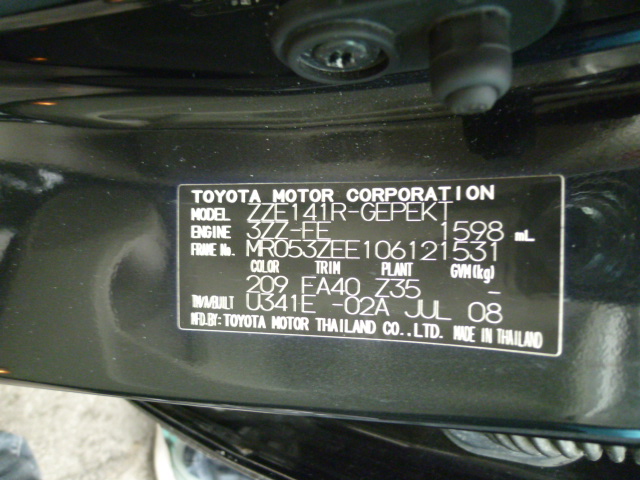 TOYOTA MOTOR CORPORATION
MODEL ZZE141R-GEPEKT
ENGINE 3ZZ-FE 1598 mL
FRAME No. MR053ZEE106121531
COLOR TRIM PLANT GVM(kg)
209 FA40 Z35 -
TM/A/BUILT U341E -02A JUL 08
MFD.BY: TOYOTA MOTOR THAILAND CO.,LTD. MADE IN THAILAND